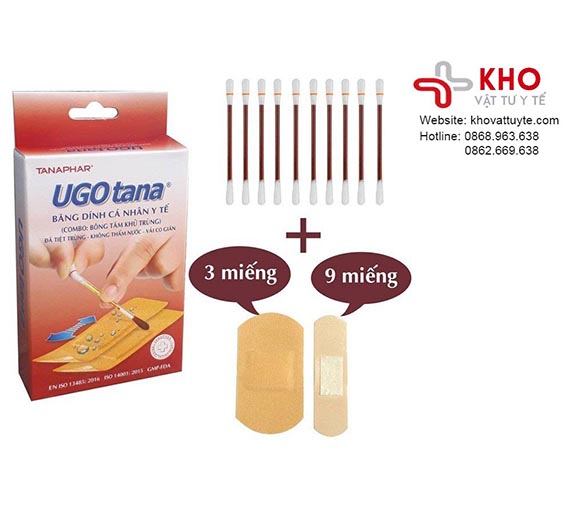 TANAPHAR®
UGOtana®
BĂNG DÍNH CÁ NHÂN Y TẾ
(COMBO: BÔNG TĂM KHỬ TRÙNG)
ĐÃ TIỆT TRÙNG - KHÔNG THẤM NƯỚC - VẢI CO GIÃN
EN ISO 13485: 2016 ISO 14001: 2015 GMP-FDA
KHO
VẬT TƯ Y TẾ
Website: khovattuyte.com
Hotline: 0868.963.638
0862.669.638
+
3 miếng
9 miếng